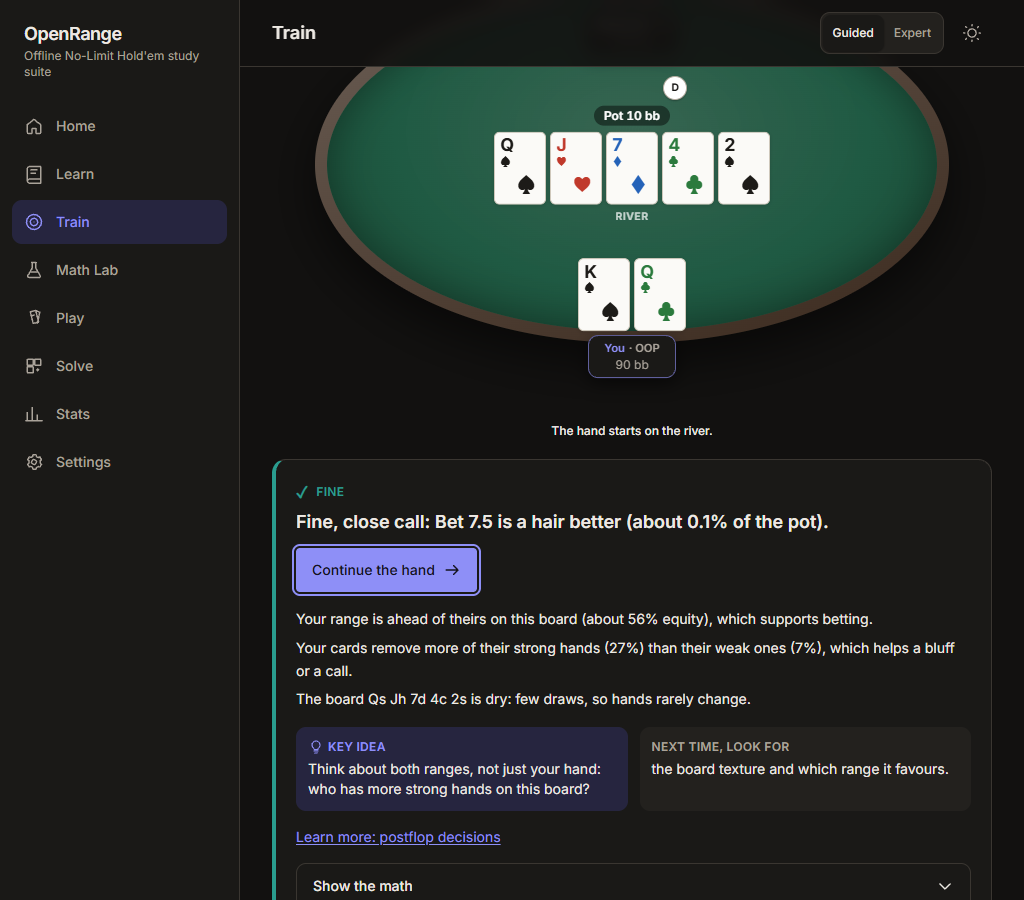 OpenRange
Offline No-Limit Hold'em study
suite
Home
Learn
Train
Math Lab
Play
Solve
Stats
Settings
Train
Guided
Expert
D
Pot 10 bb
Q
J
7
4
2
RIVER
K
Q
You · OOP
90 bb
The hand starts on the river.
FINE
Fine, close call: Bet 7.5 is a hair better (about 0.1% of the pot).
Continue the hand →
Your range is ahead of theirs on this board (about 56% equity), which supports betting.
Your cards remove more of their strong hands (27%) than their weak ones (7%), which helps a bluff
or a call.
The board Qs Jh 7d 4c 2s is dry: few draws, so hands rarely change.
KEY IDEA
Think about both ranges, not just your hand:
who has more strong hands on this board?
NEXT TIME, LOOK FOR
the board texture and which range it favours.
Learn more: postflop decisions
Show the math